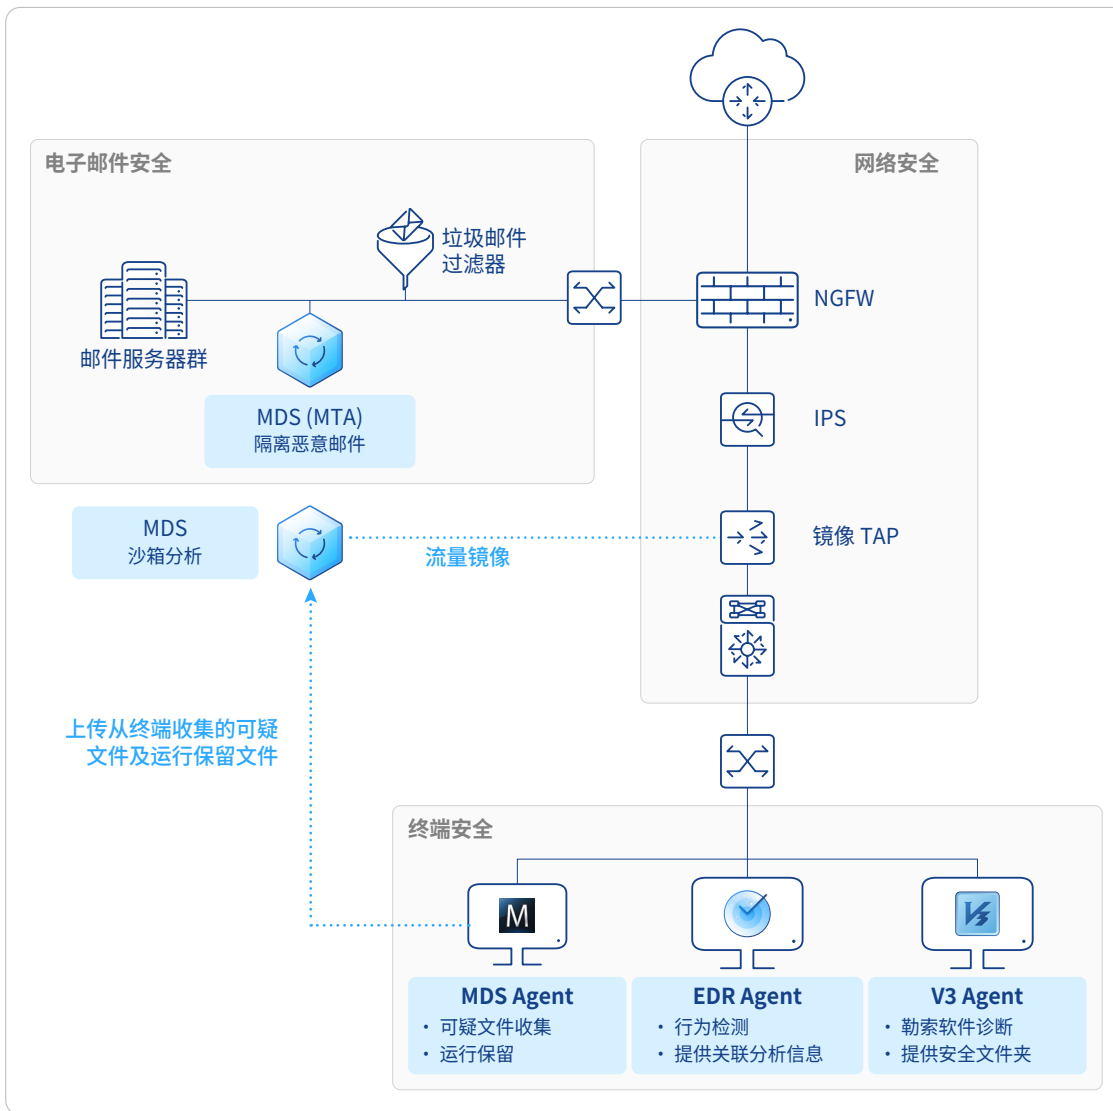 电子邮件安全
网络安全
垃圾邮件
过滤器
NGFW
邮件服务器群
MDS (MTA)
隔离恶意邮件
IPS
MDS
沙箱分析
流量镜像
镜像 TAP
上传从终端收集的可疑
文件及运行保留文件
终端安全
M
V3
MDS Agent
・ 可疑文件收集
・ 运行保留
EDR Agent
・ 行为检测
・ 提供关联分析信息
V3 Agent
・ 勒索软件诊断
・ 提供安全文件夹